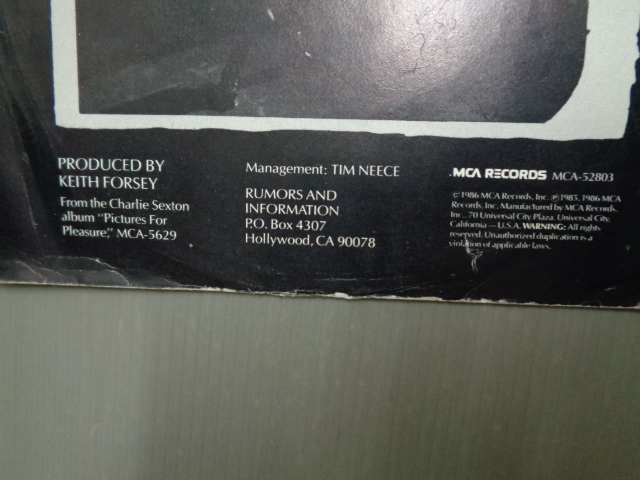 PRODUCED BY
KEITH FORSEY
From the Charlie Sexton
album "Pictures For
Pleasure," MCA-5629
Management: TIM NEECE
RUMORS AND
INFORMATION
P.O. Box 4307
Hollywood, CA 90078
MCA RECORDS MCA-52803
© 1986 MCA Records, Inc. ℗ 1985, 1986 MCA
Records, Inc. Manufactured by MCA Records,
Inc., 70 Universal City Plaza, Universal City,
California — U.S.A. WARNING: All rights
reserved. Unauthorized duplication is a
violation of applicable laws.